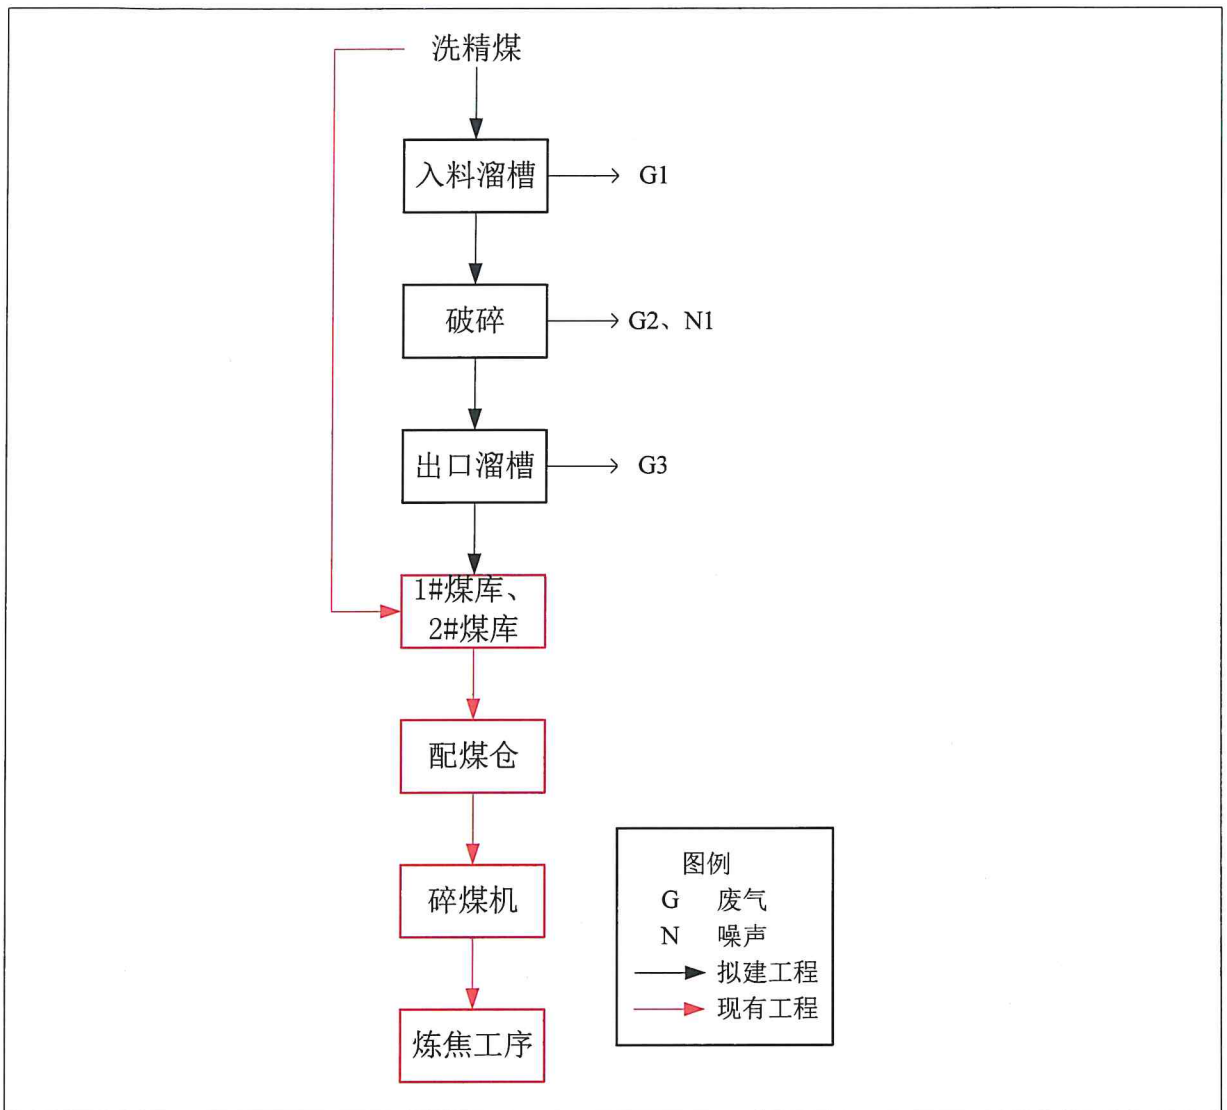 洗精煤
入料溜槽
G1
破碎
G2、N1
出口溜槽
G3
1#煤库、
2#煤库
配煤仓
碎煤机
炼焦工序
图例
G 废气
N 噪声
拟建工程
现有工程